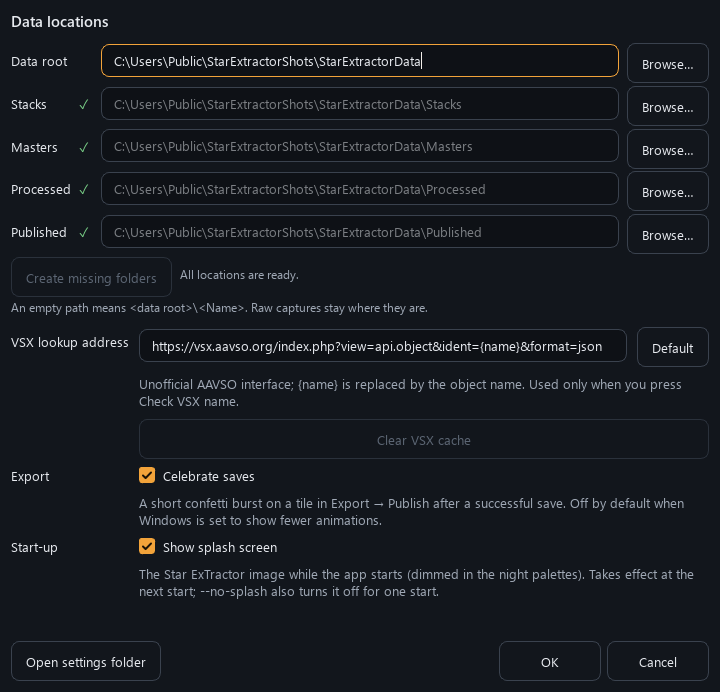 Data locations
Data root C:\Users\Public\StarExtractorShots\StarExtractorData Browse...
Stacks ✓ C:\Users\Public\StarExtractorShots\StarExtractorData\Stacks Browse...
Masters ✓ C:\Users\Public\StarExtractorShots\StarExtractorData\Masters Browse...
Processed ✓ C:\Users\Public\StarExtractorShots\StarExtractorData\Processed Browse...
Published ✓ C:\Users\Public\StarExtractorShots\StarExtractorData\Published Browse...
Create missing folders All locations are ready.
An empty path means <data root>\<Name>. Raw captures stay where they are.
VSX lookup address https://vsx.aavso.org/index.php?view=api.object&ident={name}&format=json Default
Unofficial AAVSO interface; {name} is replaced by the object name. Used only when you press
Check VSX name.
Clear VSX cache
Export Celebrate saves
A short confetti burst on a tile in Export → Publish after a successful save. Off by default when
Windows is set to show fewer animations.
Start-up Show splash screen
The Star ExTractor image while the app starts (dimmed in the night palettes). Takes effect at the
next start; --no-splash also turns it off for one start.
Open settings folder OK Cancel